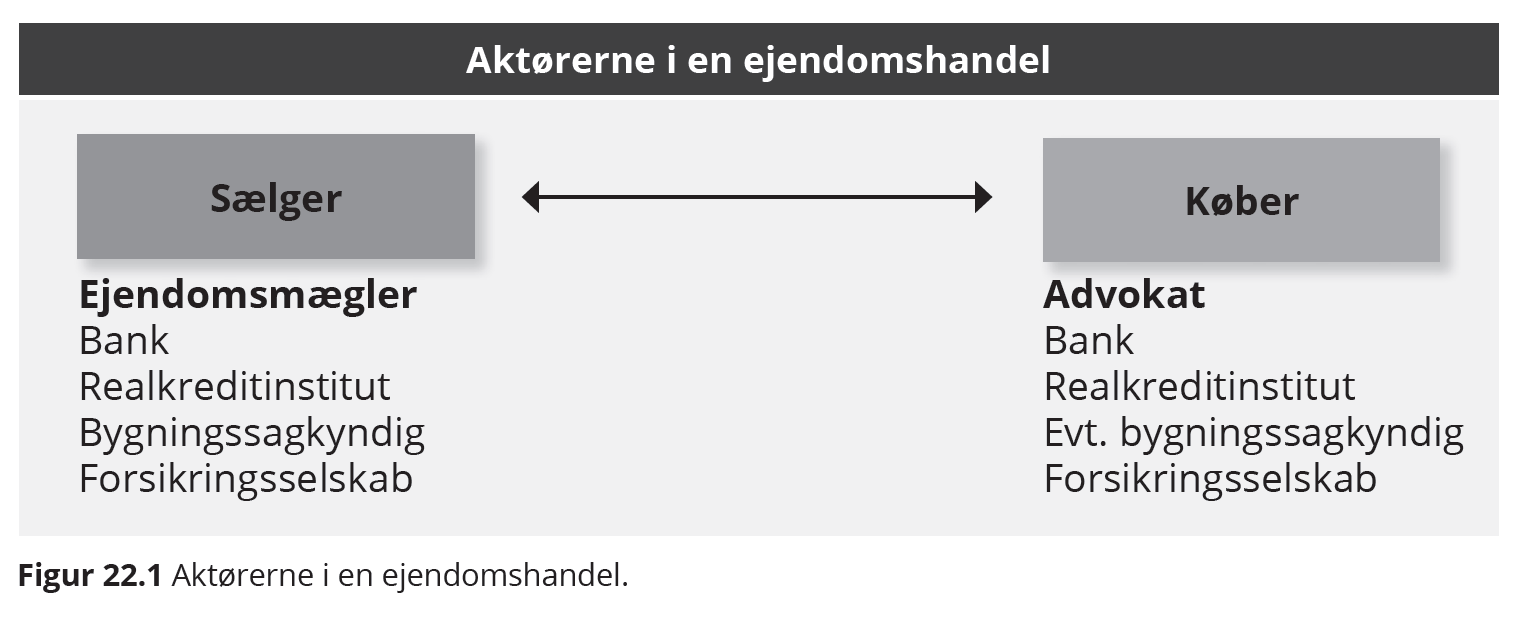 Aktørerne i en ejendomshandel
Sælger
Køber
Ejendomsmægler
Bank
Realkreditinstitut
Bygningssagkyndig
Forsikringsselskab
Advokat
Bank
Realkreditinstitut
Evt. bygningssagkyndig
Forsikringsselskab
Figur 22.1 Aktørerne i en ejendomshandel.